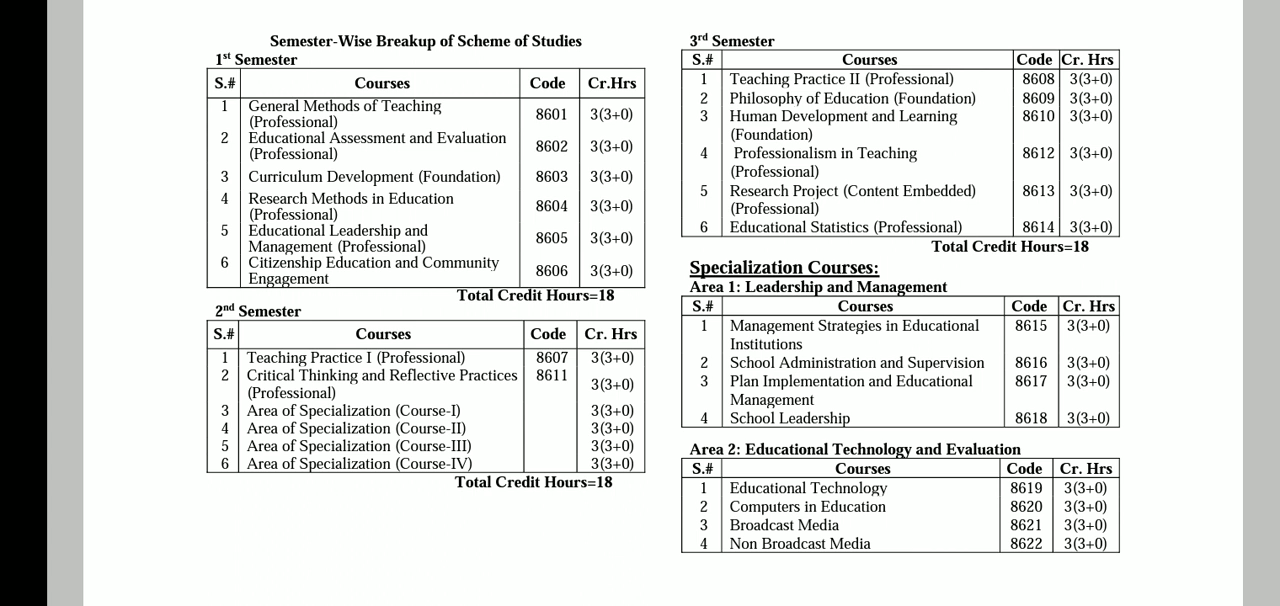 Semester-Wise Breakup of Scheme of Studies
1st Semester
S.# Courses Code Cr.Hrs
1 General Methods of Teaching (Professional) 8601 3(3+0)
2 Educational Assessment and Evaluation (Professional) 8602 3(3+0)
3 Curriculum Development (Foundation) 8603 3(3+0)
4 Research Methods in Education (Professional) 8604 3(3+0)
5 Educational Leadership and Management (Professional) 8605 3(3+0)
6 Citizenship Education and Community Engagement 8606 3(3+0)
Total Credit Hours=18
2nd Semester
S.# Courses Code Cr. Hrs
1 Teaching Practice I (Professional) 8607 3(3+0)
2 Critical Thinking and Reflective Practices (Professional) 8611 3(3+0)
3 Area of Specialization (Course-I) 3(3+0)
4 Area of Specialization (Course-II) 3(3+0)
5 Area of Specialization (Course-III) 3(3+0)
6 Area of Specialization (Course-IV) 3(3+0)
Total Credit Hours=18
3rd Semester
S.# Courses Code Cr. Hrs
1 Teaching Practice II (Professional) 8608 3(3+0)
2 Philosophy of Education (Foundation) 8609 3(3+0)
3 Human Development and Learning (Foundation) 8610 3(3+0)
4 Professionalism in Teaching (Professional) 8612 3(3+0)
5 Research Project (Content Embedded) (Professional) 8613 3(3+0)
6 Educational Statistics (Professional) 8614 3(3+0)
Total Credit Hours=18
Specialization Courses:
Area 1: Leadership and Management
S.# Courses Code Cr. Hrs
1 Management Strategies in Educational Institutions 8615 3(3+0)
2 School Administration and Supervision 8616 3(3+0)
3 Plan Implementation and Educational Management 8617 3(3+0)
4 School Leadership 8618 3(3+0)
Area 2: Educational Technology and Evaluation
S.# Courses Code Cr. Hrs
1 Educational Technology 8619 3(3+0)
2 Computers in Education 8620 3(3+0)
3 Broadcast Media 8621 3(3+0)
4 Non Broadcast Media 8622 3(3+0)